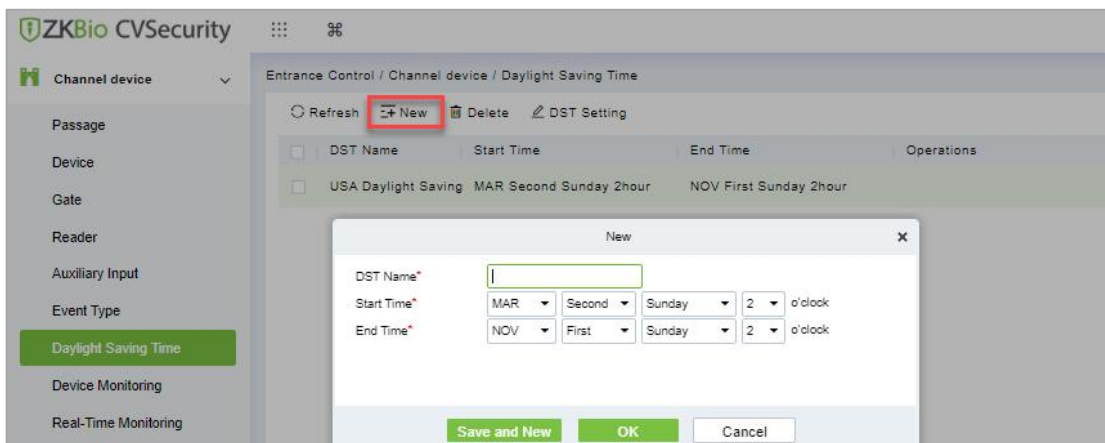 ZKBio CVSecurity
Channel device
Entrance Control / Channel device / Daylight Saving Time
Refresh New Delete DST Setting
Passage
Device
Gate
Reader
Auxiliary Input
Event Type
Daylight Saving Time
Device Monitoring
Real-Time Monitoring
DST Name Start Time End Time Operations
USA Daylight Saving MAR Second Sunday 2hour NOV First Sunday 2hour
New
DST Name*
Start Time* MAR Second Sunday 2 o'clock
End Time* NOV First Sunday 2 o'clock
Save and New OK Cancel